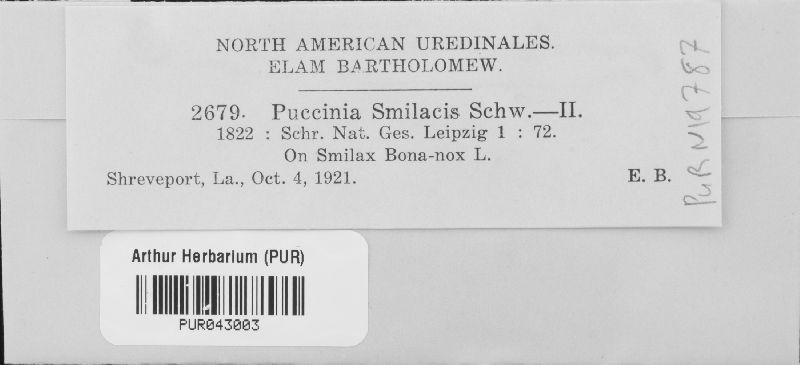 NORTH AMERICAN UREDINALES.
ELAM BARTHOLOMEW.
2679. Puccinia Smilacis Schw.—II.
1822 : Schr. Nat. Ges. Leipzig 1 : 72.
On Smilax Bona-nox L.
Shreveport, La., Oct. 4, 1921. E. B.
PUR N19787
Arthur Herbarium (PUR)
PUR043003